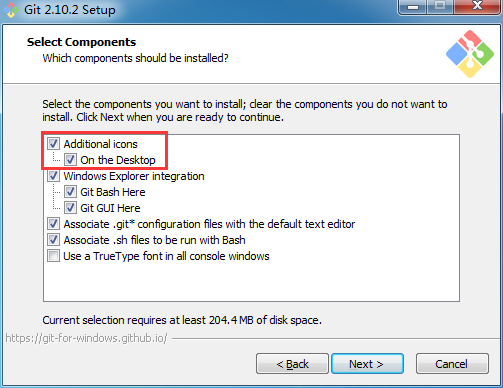 Git 2.10.2 Setup
Select Components
Which components should be installed?
Select the components you want to install; clear the components you do not want to
install. Click Next when you are ready to continue.
Additional icons
On the Desktop
Windows Explorer integration
Git Bash Here
Git GUI Here
Associate .git* configuration files with the default text editor
Associate .sh files to be run with Bash
Use a TrueType font in all console windows
Current selection requires at least 204.4 MB of disk space.
https://git-for-windows.github.io/
< Back
Next >
Cancel